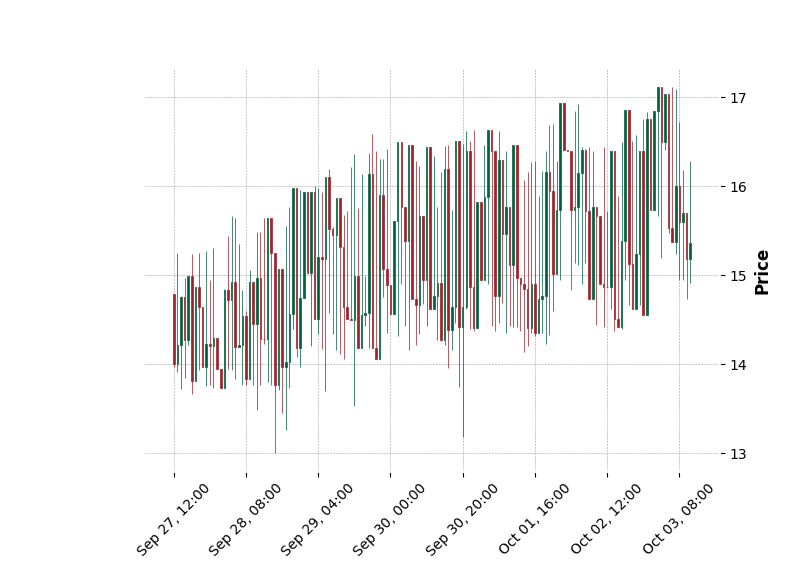 17
16
15
14
13
Price
Sep 27, 12:00
Sep 28, 08:00
Sep 29, 04:00
Sep 30, 00:00
Sep 30, 20:00
Oct 01, 16:00
Oct 02, 12:00
Oct 03, 08:00